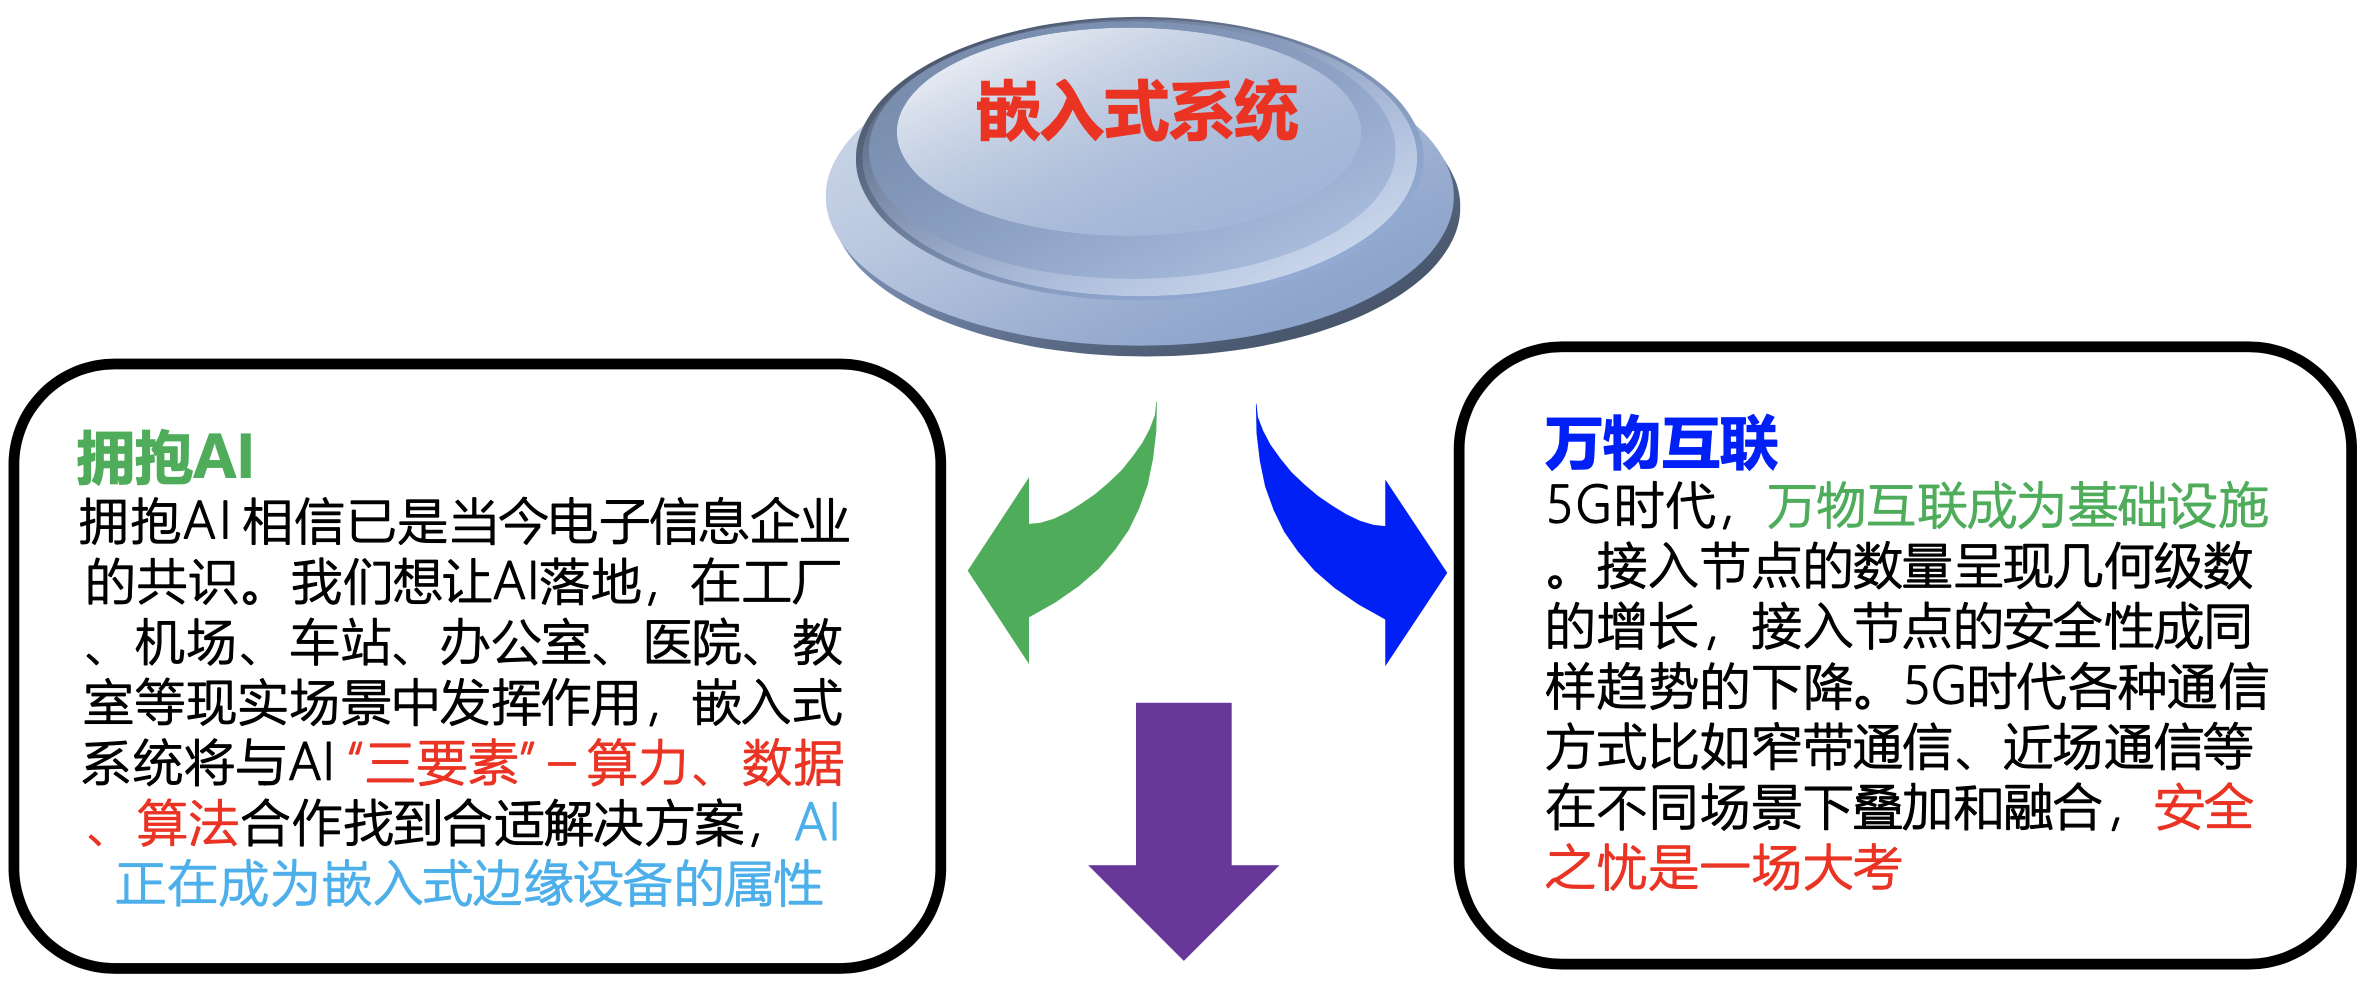 嵌入式系统
拥抱AI
拥抱AI 相信已是当今电子信息企业
的共识。我们想让AI落地，在工厂
、机场、车站、办公室、医院、教
室等现实场景中发挥作用，嵌入式
系统将与AI “三要素” – 算力、数据
、算法合作找到合适解决方案，AI
正在成为嵌入式边缘设备的属性
万物互联
5G时代，万物互联成为基础设施
。接入节点的数量呈现几何级数
的增长，接入节点的安全性成同
样趋势的下降。5G时代各种通信
方式比如窄带通信、近场通信等
在不同场景下叠加和融合，安全
之忧是一场大考